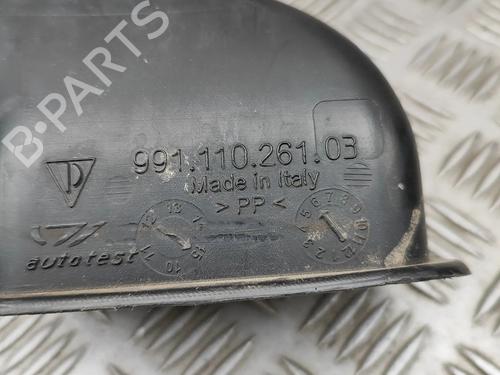 B-PARTS
991.110.261.03
Made in Italy
>PP<
autotest